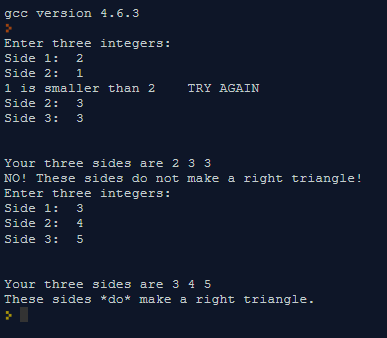 gcc version 4.6.3
>
Enter three integers:
Side 1:  2
Side 2:  1
1 is smaller than 2    TRY AGAIN
Side 2:  3
Side 3:  3
Your three sides are 2 3 3
NO! These sides do not make a right triangle!
Enter three integers:
Side 1:  3
Side 2:  4
Side 3:  5
Your three sides are 3 4 5
These sides *do* make a right triangle.
>